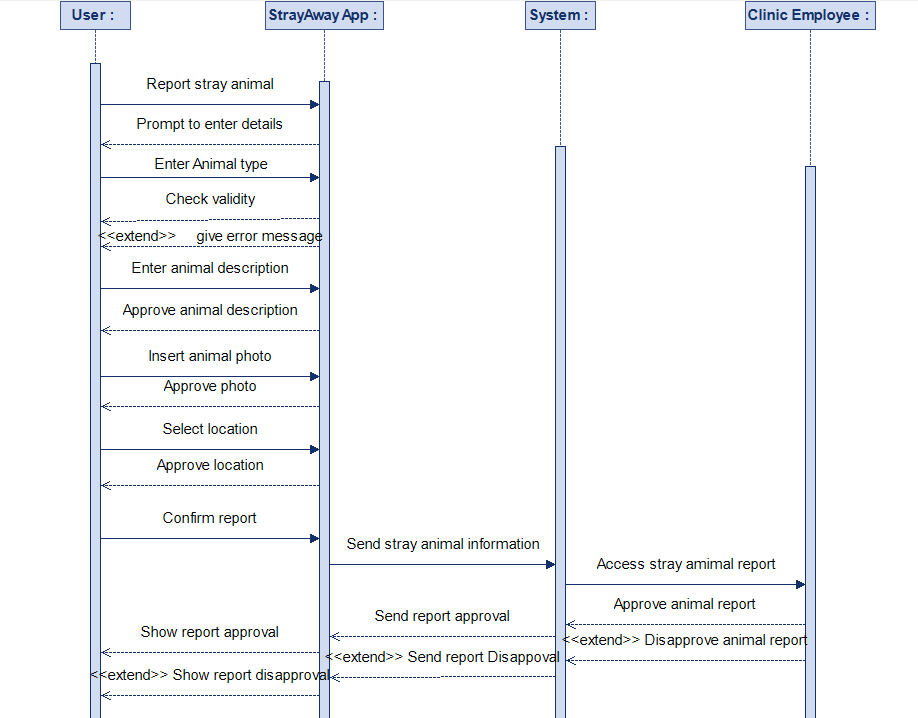 User :
StrayAway App :
System :
Clinic Employee :
Report stray animal
Prompt to enter details
Enter Animal type
Check validity
<<extend>> give error message
Enter animal description
Approve animal description
Insert animal photo
Approve photo
Select location
Approve location
Confirm report
Send stray animal information
Access stray amimal report
Approve animal report
Send report approval
Show report approval
<<extend>> Disapprove animal report
<<extend>> Send report Disappoval
<<extend>> Show report disapproval